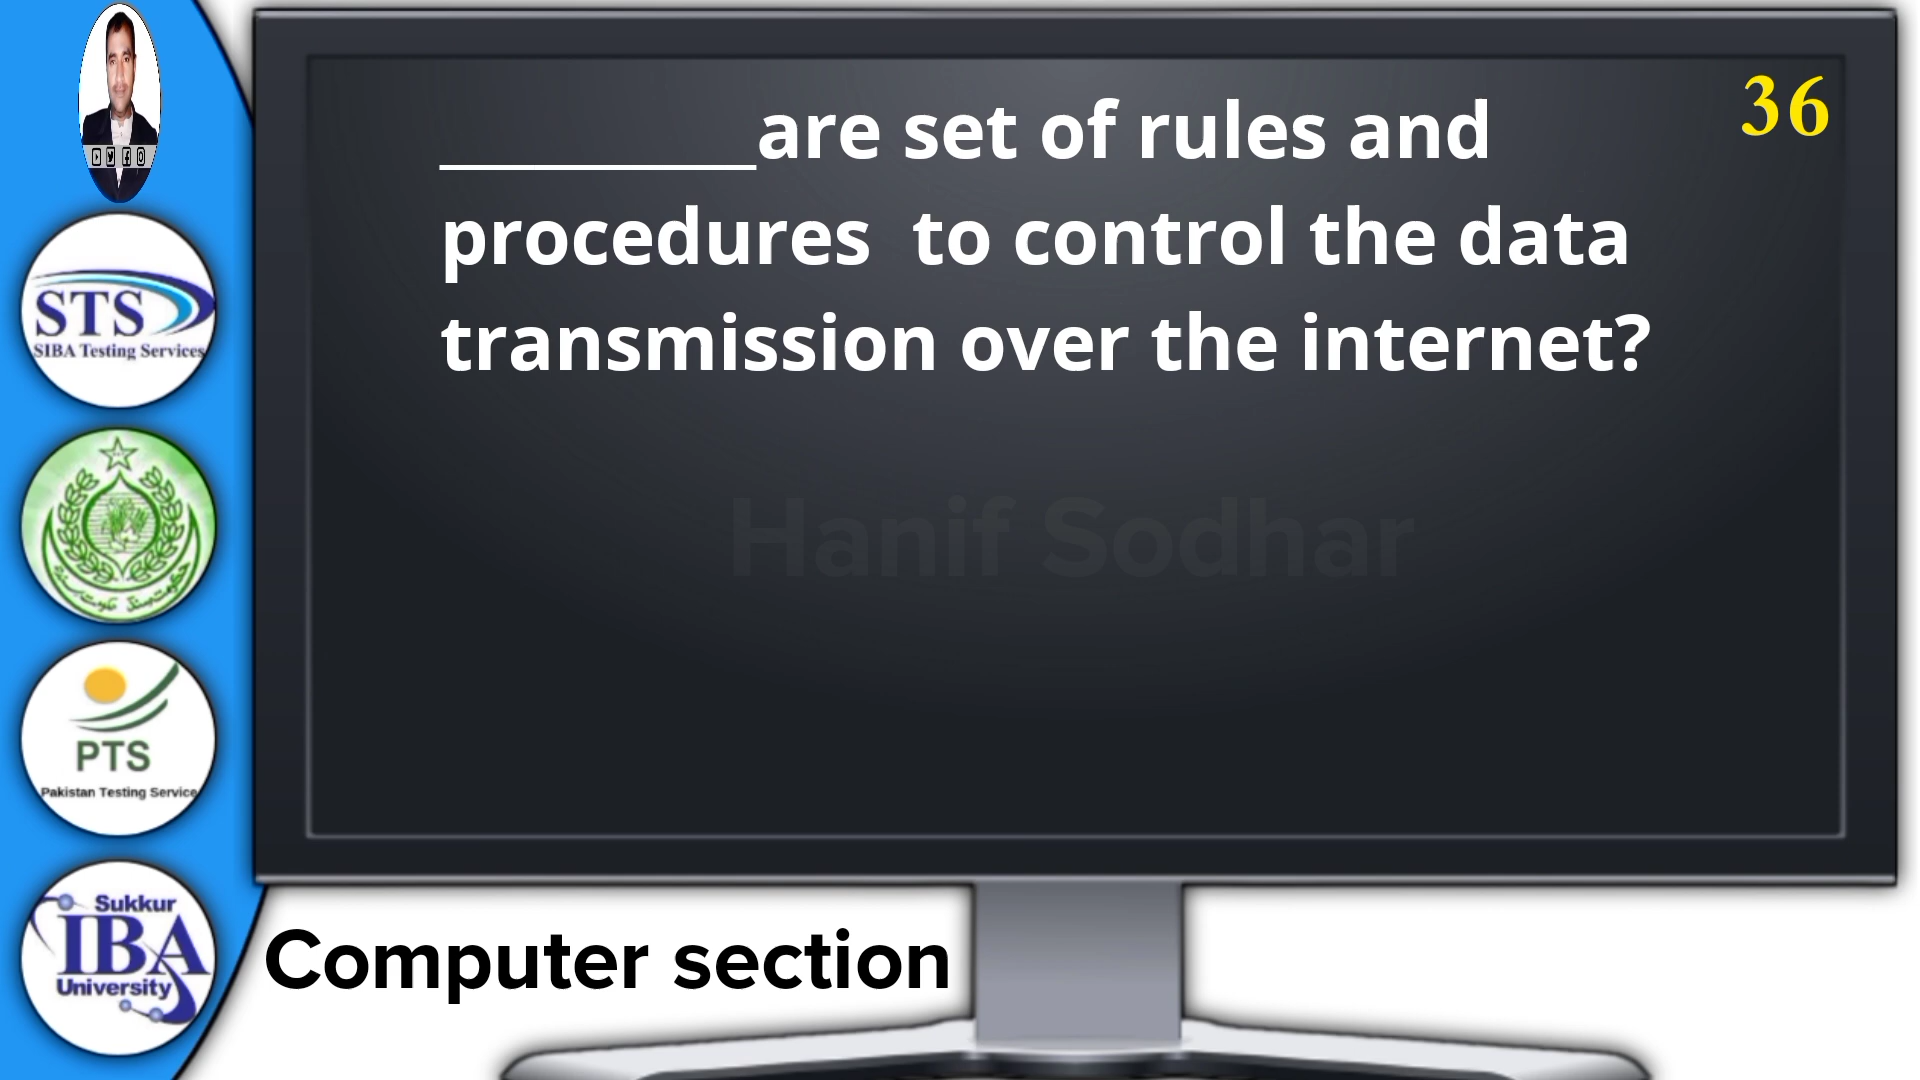 36
__________are set of rules and
procedures  to control the data
transmission over the internet?
Hanif Sodhar
STS
SIBA Testing Services
PTS
Pakistan Testing Service
Sukkur
IBA
University
Computer section